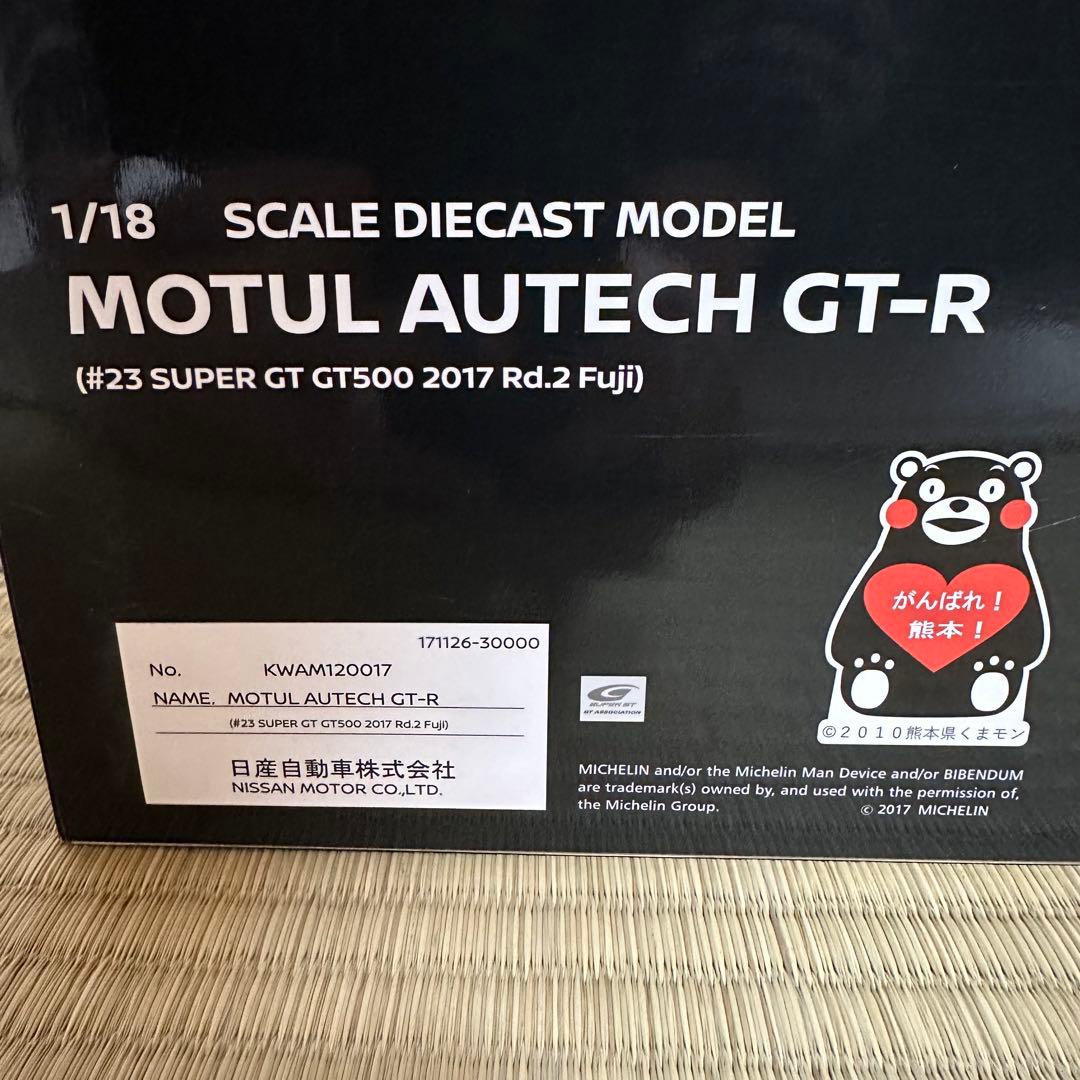 1/18 SCALE DIECAST MODEL
MOTUL AUTECH GT-R
(#23 SUPER GT GT500 2017 Rd.2 Fuji)
がんばれ！
熊本！
©2010熊本県くまモン
171126-30000
No. KWAM120017
NAME. MOTUL AUTECH GT-R
(#23 SUPER GT GT500 2017 Rd.2 Fuji)
日産自動車株式会社
NISSAN MOTOR CO.,LTD.
SUPER GT
GT ASSOCIATION
MICHELIN and/or the Michelin Man Device and/or BIBENDUM
are trademark(s) owned by, and used with the permission of,
the Michelin Group.
© 2017 MICHELIN